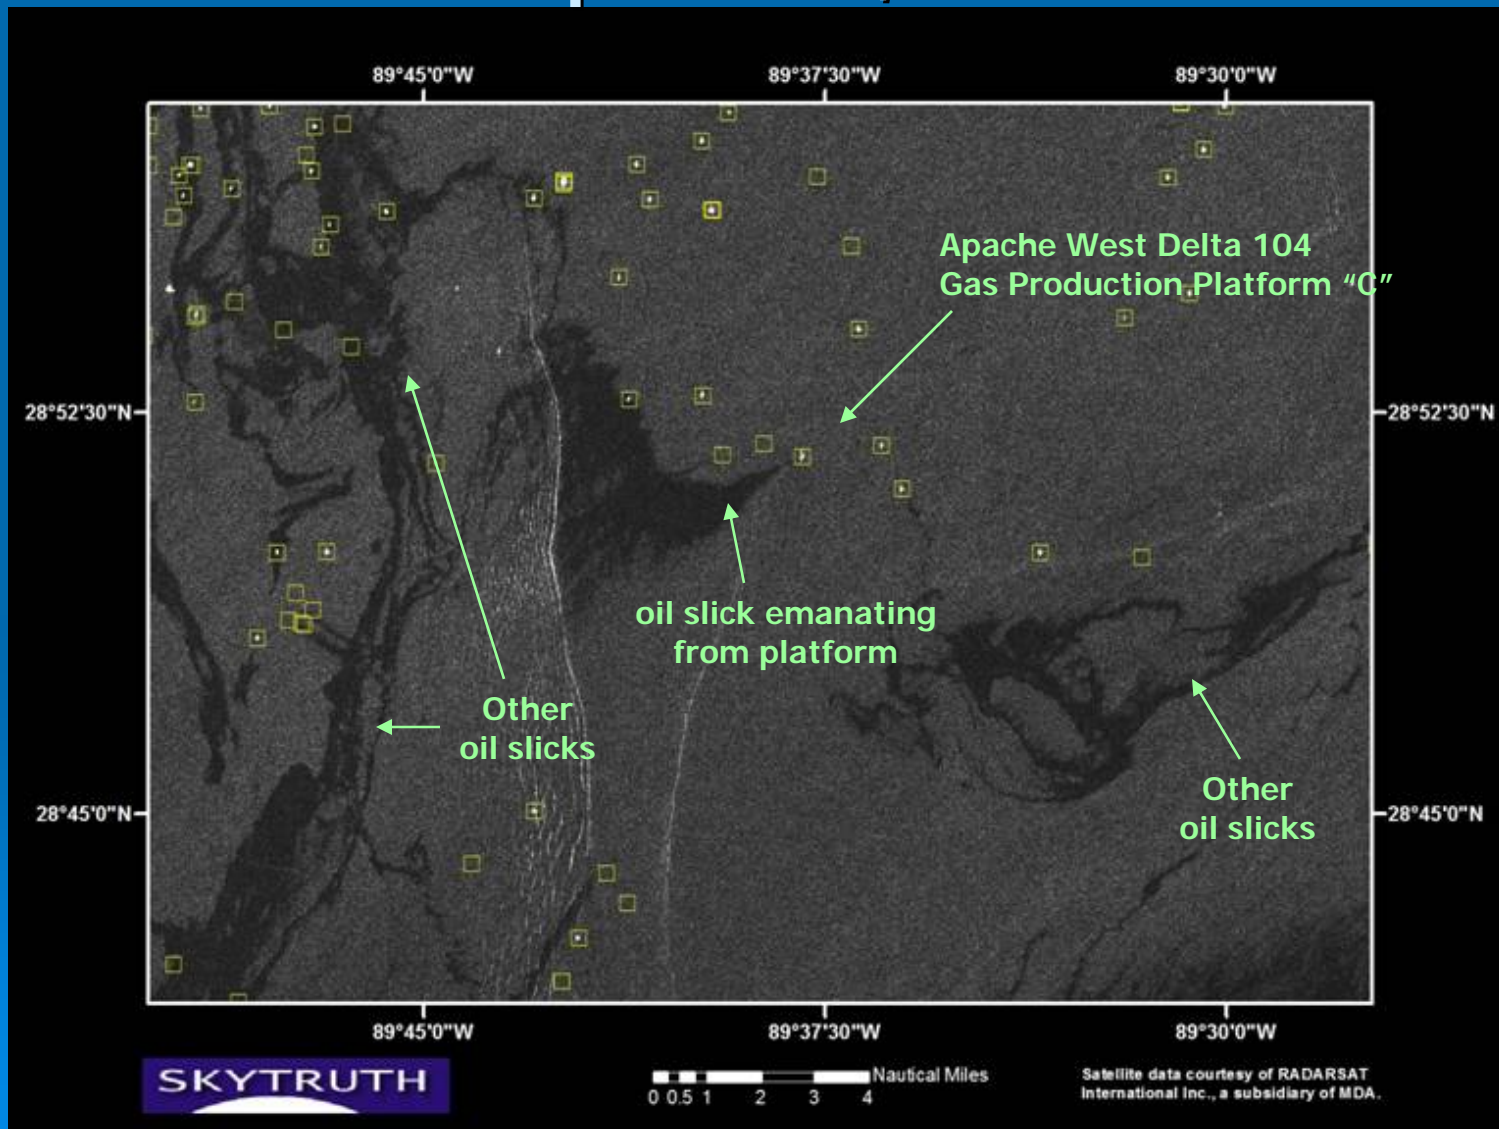 89°45'0"W
89°37'30"W
89°30'0"W
Apache West Delta 104
Gas Production Platform “C”
28°52'30"N
28°52'30"N
oil slick emanating
from platform
Other
oil slicks
Other
oil slicks
28°45'0"N
28°45'0"N
89°45'0"W
89°37'30"W
89°30'0"W
SKYTRUTH
Nautical Miles
0 0.5 1 2 3 4
Satellite data courtesy of RADARSAT
International Inc., a subsidiary of MDA.